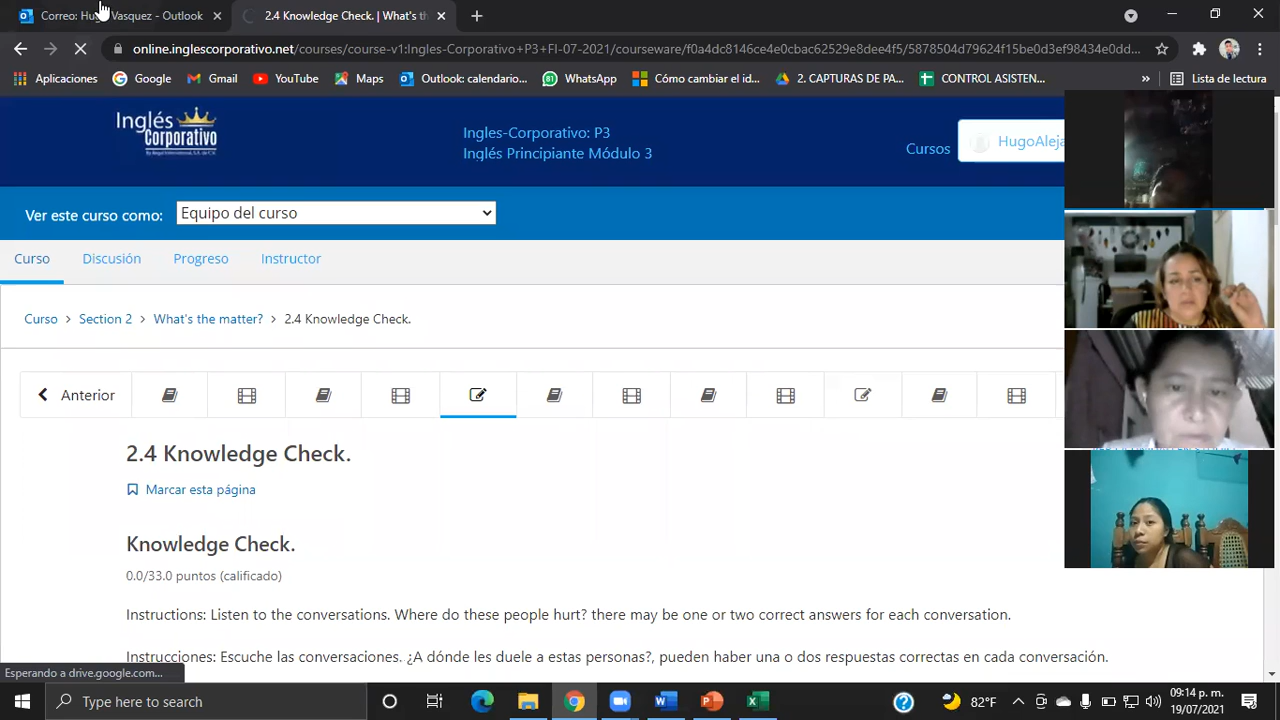 Correo: Hugo Vasquez - Outlook
2.4 Knowledge Check. | What's th
online.inglescorporativo.net/courses/course-v1:Ingles-Corporativo+P3+FI-07-2021/courseware/f0a4dc8146ce4e0cbac62529e8dee4f5/5878504d79624f15be0d3ef98434e0dd...
Aplicaciones
Google
Gmail
YouTube
Maps
Outlook: calendario...
WhatsApp
Cómo cambiar el id...
2. CAPTURAS DE PA...
CONTROL ASISTEN...
»
Lista de lectura
Inglés
Corporativo
Ingles-Corporativo: P3
Inglés Principiante Módulo 3
Cursos
HugoAleja
Ver este curso como:
Equipo del curso
Curso
Discusión
Progreso
Instructor
Curso > Section 2 > What's the matter? > 2.4 Knowledge Check.
Anterior
2.4 Knowledge Check.
Marcar esta página
Knowledge Check.
0.0/33.0 puntos (calificado)
Instructions: Listen to the conversations. Where do these people hurt? there may be one or two correct answers for each conversation.
Instrucciones: Escuche las conversaciones. ¿A dónde les duele a estas personas?, pueden haber una o dos respuestas correctas en cada conversación.
Esperando a drive.google.com...
Type here to search
82°F
09:14 p. m.
19/07/2021